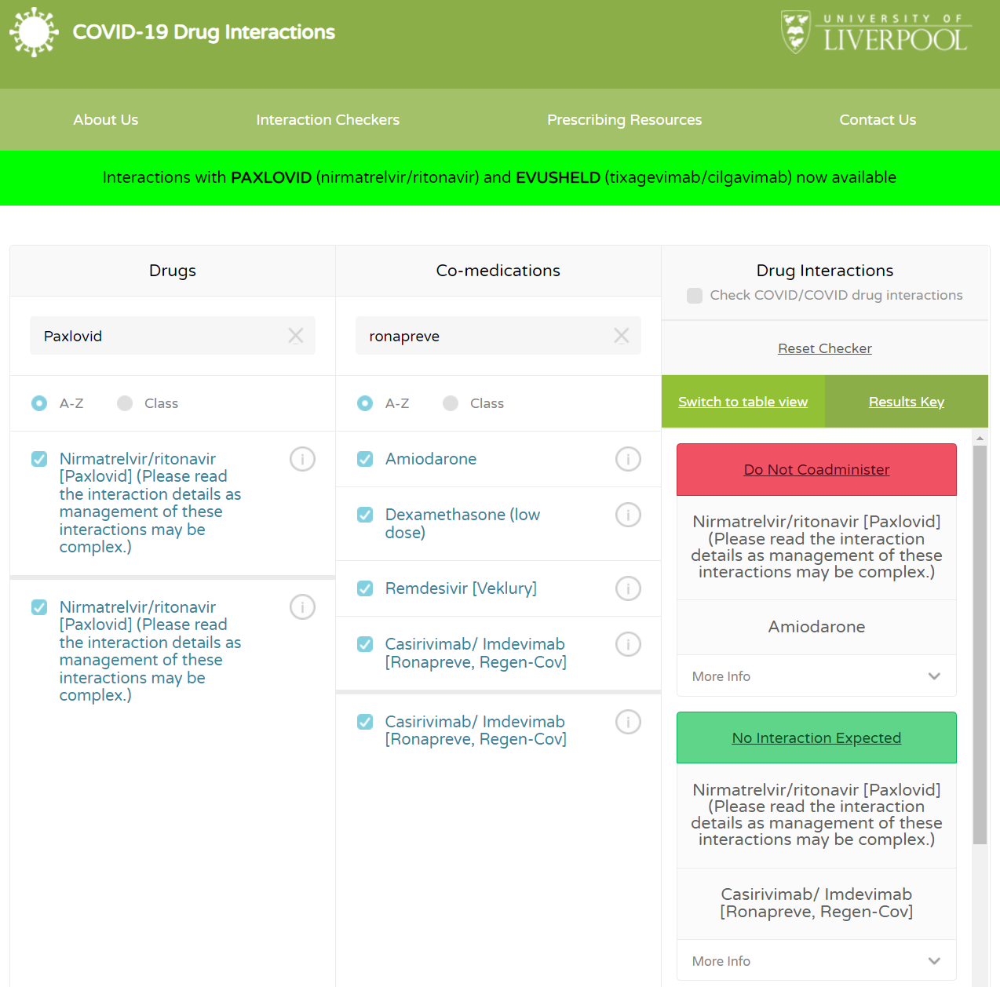 COVID-19 Drug Interactions
UNIVERSITY OF
LIVERPOOL
About Us
Interaction Checkers
Prescribing Resources
Contact Us
Interactions with PAXLOVID (nirmatrelvir/ritonavir) and EVUSHELD (tixagevimab/cilgavimab) now available
Drugs
Paxlovid
A-Z
Class
Nirmatrelvir/ritonavir
[Paxlovid] (Please read
the interaction details as
management of these
interactions may be
complex.)
i
Nirmatrelvir/ritonavir
[Paxlovid] (Please read
the interaction details as
management of these
interactions may be
complex.)
i
Co-medications
ronapreve
A-Z
Class
Amiodarone
i
Dexamethasone (low
dose)
i
Remdesivir [Veklury]
i
Casirivimab/ Imdevimab
[Ronapreve, Regen-Cov]
i
Casirivimab/ Imdevimab
[Ronapreve, Regen-Cov]
i
Drug Interactions
Check COVID/COVID drug interactions
Reset Checker
Switch to table view
Results Key
Do Not Coadminister
Nirmatrelvir/ritonavir [Paxlovid]
(Please read the interaction
details as management of these
interactions may be complex.)
Amiodarone
More Info
No Interaction Expected
Nirmatrelvir/ritonavir [Paxlovid]
(Please read the interaction
details as management of these
interactions may be complex.)
Casirivimab/ Imdevimab
[Ronapreve, Regen-Cov]
More Info